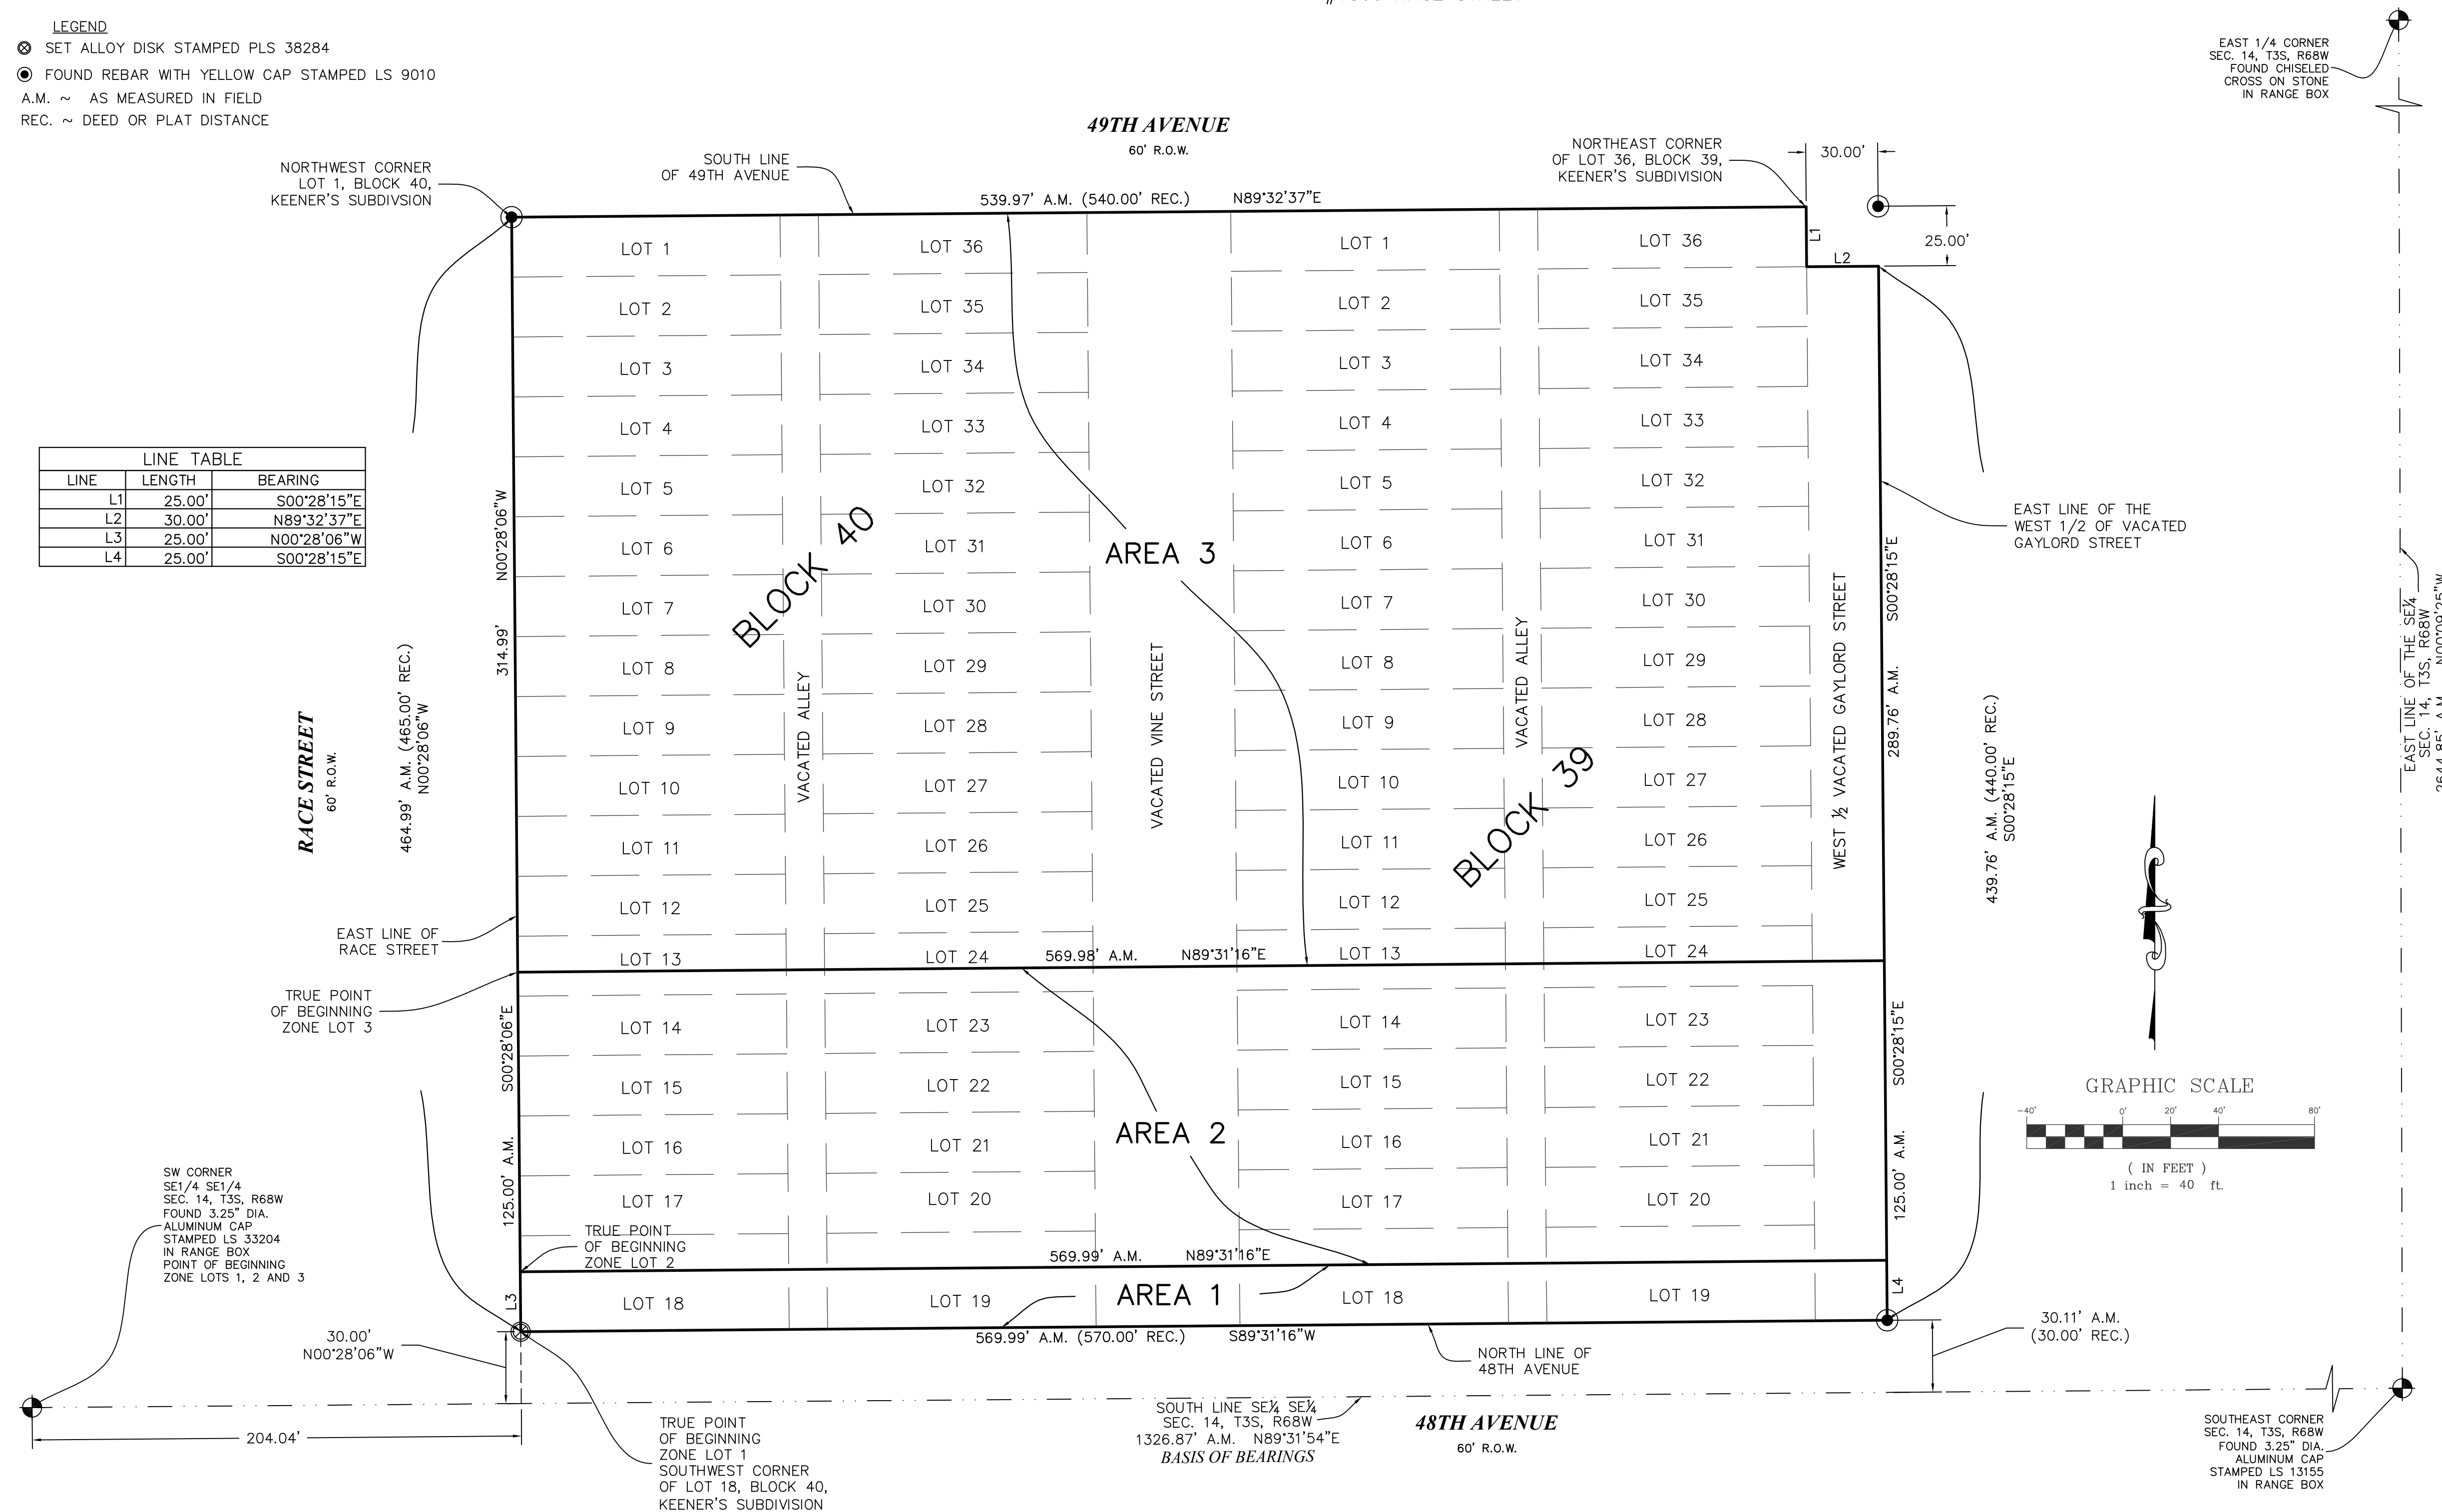 LEGEND
SET ALLOY DISK STAMPED PLS 38284
FOUND REBAR WITH YELLOW CAP STAMPED LS 9010
A.M. ~ AS MEASURED IN FIELD
REC. ~ DEED OR PLAT DISTANCE
EAST 1/4 CORNER
SEC. 14, T3S, R68W
FOUND CHISELED
CROSS ON STONE
IN RANGE BOX
49TH AVENUE
60' R.O.W.
NORTHWEST CORNER
LOT 1, BLOCK 40,
KEENER'S SUBDIVSION
SOUTH LINE
OF 49TH AVENUE
NORTHEAST CORNER
OF LOT 36, BLOCK 39,
KEENER'S SUBDIVISION
30.00'
539.97' A.M. (540.00' REC.) N89°32'37"E
25.00'
L1
L2
LOT 1
LOT 36
LOT 1
LOT 36
LOT 2
LOT 35
LOT 2
LOT 35
LOT 3
LOT 34
LOT 3
LOT 34
LOT 4
LOT 33
LOT 4
LOT 33
LOT 5
LOT 32
LOT 5
LOT 32
LOT 6
LOT 31
LOT 6
LOT 31
LOT 7
LOT 30
LOT 7
LOT 30
LOT 8
LOT 29
LOT 8
LOT 29
LOT 9
LOT 28
LOT 9
LOT 28
LOT 10
LOT 27
LOT 10
LOT 27
LOT 11
LOT 26
LOT 11
LOT 26
LOT 12
LOT 25
LOT 12
LOT 25
LOT 13
LOT 24
LOT 13
LOT 24
LINE TABLE
LINE LENGTH BEARING
L1 25.00' S00°28'15"E
L2 30.00' N89°32'37"E
L3 25.00' N00°28'06"W
L4 25.00' S00°28'15"E
BLOCK 40
AREA 3
BLOCK 39
VACATED ALLEY
VACATED VINE STREET
VACATED ALLEY
WEST ½ VACATED GAYLORD STREET
314.99' N00°28'06"W
464.99' A.M. (465.00' REC.)
N00°28'06"W
RACE STREET
60' R.O.W.
289.76' A.M. S00°28'15"E
439.76' A.M. (440.00' REC.)
S00°28'15"E
EAST LINE OF THE
WEST 1/2 OF VACATED
GAYLORD STREET
EAST LINE OF THE SE¼
SEC. 14, T3S, R68W
2644.85' A.M. N00°09'25"W
EAST LINE OF
RACE STREET
569.98' A.M. N89°31'16"E
TRUE POINT
OF BEGINNING
ZONE LOT 3
125.00' A.M. S00°28'06"E
LOT 14
LOT 23
LOT 14
LOT 23
LOT 15
LOT 22
LOT 15
LOT 22
LOT 16
LOT 21
LOT 16
LOT 21
LOT 17
LOT 20
LOT 17
LOT 20
AREA 2
125.00' A.M. S00°28'15"E
GRAPHIC SCALE
-40' 0' 20' 40' 80'
( IN FEET )
1 inch = 40 ft.
SW CORNER
SE1/4 SE1/4
SEC. 14, T3S, R68W
FOUND 3.25" DIA.
ALUMINUM CAP
STAMPED LS 33204
IN RANGE BOX
POINT OF BEGINNING
ZONE LOTS 1, 2 AND 3
TRUE POINT
OF BEGINNING
ZONE LOT 2
569.99' A.M. N89°31'16"E
L3
LOT 18
LOT 19
AREA 1
LOT 18
LOT 19
L4
569.99' A.M. (570.00' REC.) S89°31'16"W
30.00'
N00°28'06"W
30.11' A.M.
(30.00' REC.)
NORTH LINE OF
48TH AVENUE
204.04'
TRUE POINT
OF BEGINNING
ZONE LOT 1
SOUTHWEST CORNER
OF LOT 18, BLOCK 40,
KEENER'S SUBDIVISION
SOUTH LINE SE¼ SE¼
SEC. 14, T3S, R68W
1326.87' A.M. N89°31'54"E
BASIS OF BEARINGS
48TH AVENUE
60' R.O.W.
SOUTHEAST CORNER
SEC. 14, T3S, R68W
FOUND 3.25" DIA.
ALUMINUM CAP
STAMPED LS 13155
IN RANGE BOX